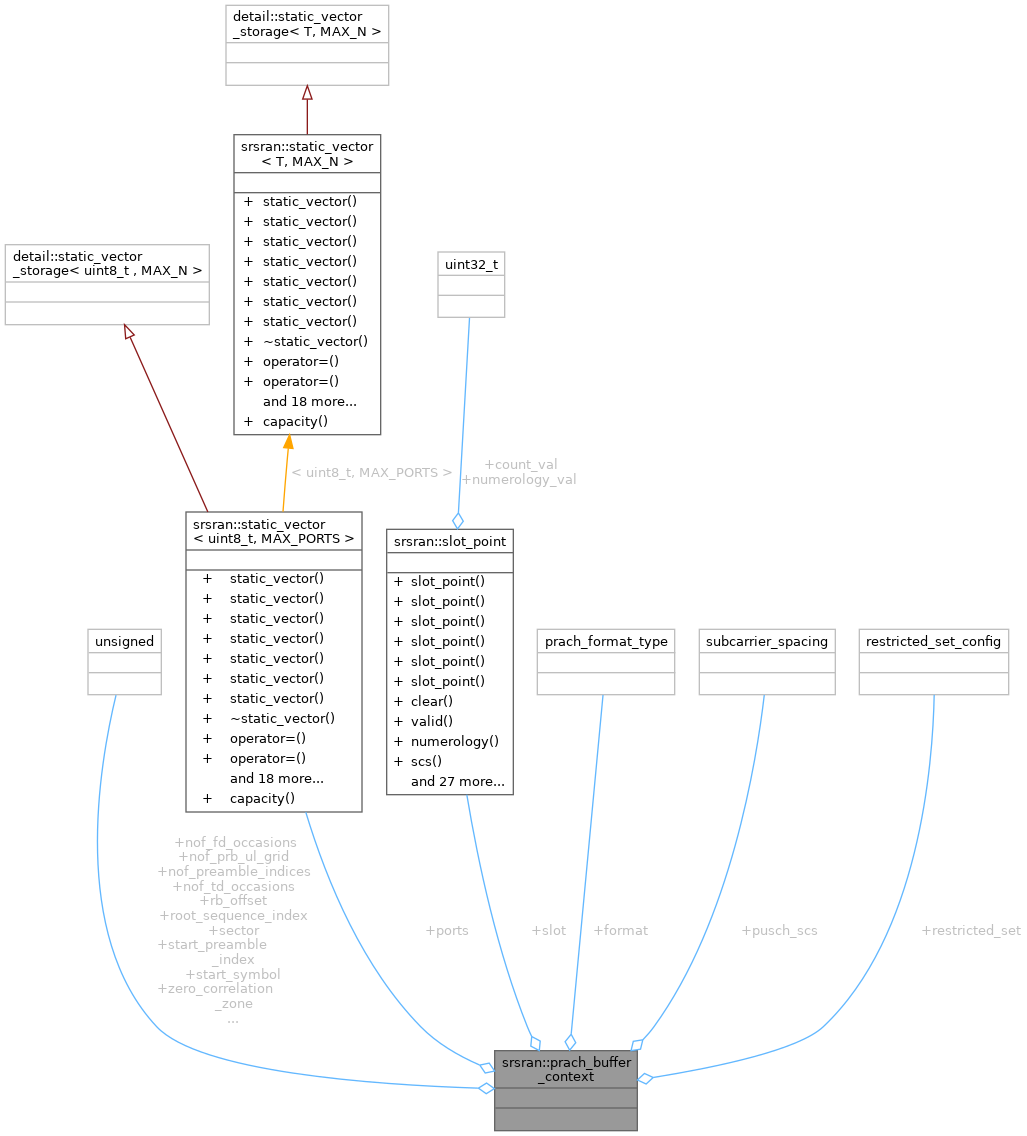 detail::static_vector
_storage< T, MAX_N >
srsran::static_vector
< T, MAX_N >
+ static_vector()
+ static_vector()
+ static_vector()
+ static_vector()
+ static_vector()
+ static_vector()
+ static_vector()
+ ~static_vector()
+ operator=()
+ operator=()
and 18 more...
+ capacity()
detail::static_vector
_storage< uint8_t , MAX_N >
uint32_t
< uint8_t, MAX_PORTS >
+count_val
+numerology_val
srsran::static_vector
< uint8_t, MAX_PORTS >
+ static_vector()
+ static_vector()
+ static_vector()
+ static_vector()
+ static_vector()
+ static_vector()
+ static_vector()
+ ~static_vector()
+ operator=()
+ operator=()
and 18 more...
+ capacity()
srsran::slot_point
+ slot_point()
+ slot_point()
+ slot_point()
+ slot_point()
+ slot_point()
+ slot_point()
+ clear()
+ valid()
+ numerology()
+ scs()
and 27 more...
unsigned
prach_format_type
subcarrier_spacing
restricted_set_config
+nof_fd_occasions
+nof_prb_ul_grid
+nof_preamble_indices
+nof_td_occasions
+rb_offset
+root_sequence_index
+sector
+start_preamble
_index
+start_symbol
+zero_correlation
_zone
...
+ports
+slot
+format
+pusch_scs
+restricted_set
srsran::prach_buffer
_context